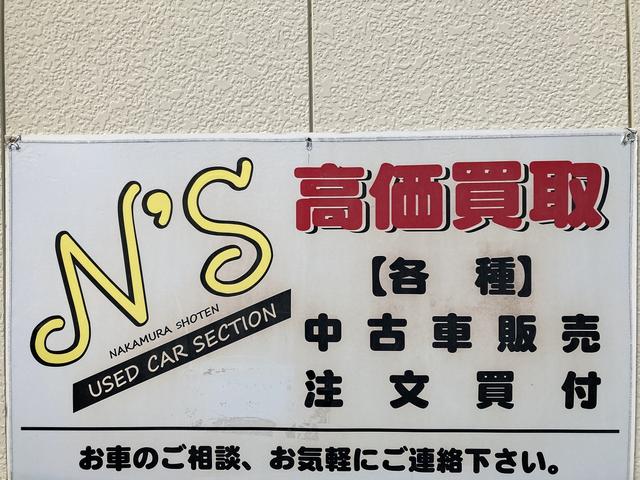 N'S
NAKAMURA SHOTEN
USED CAR SECTION
高価買取
【各種】
中古車販売
注文買付
お車のご相談、お気軽にご連絡下さい。